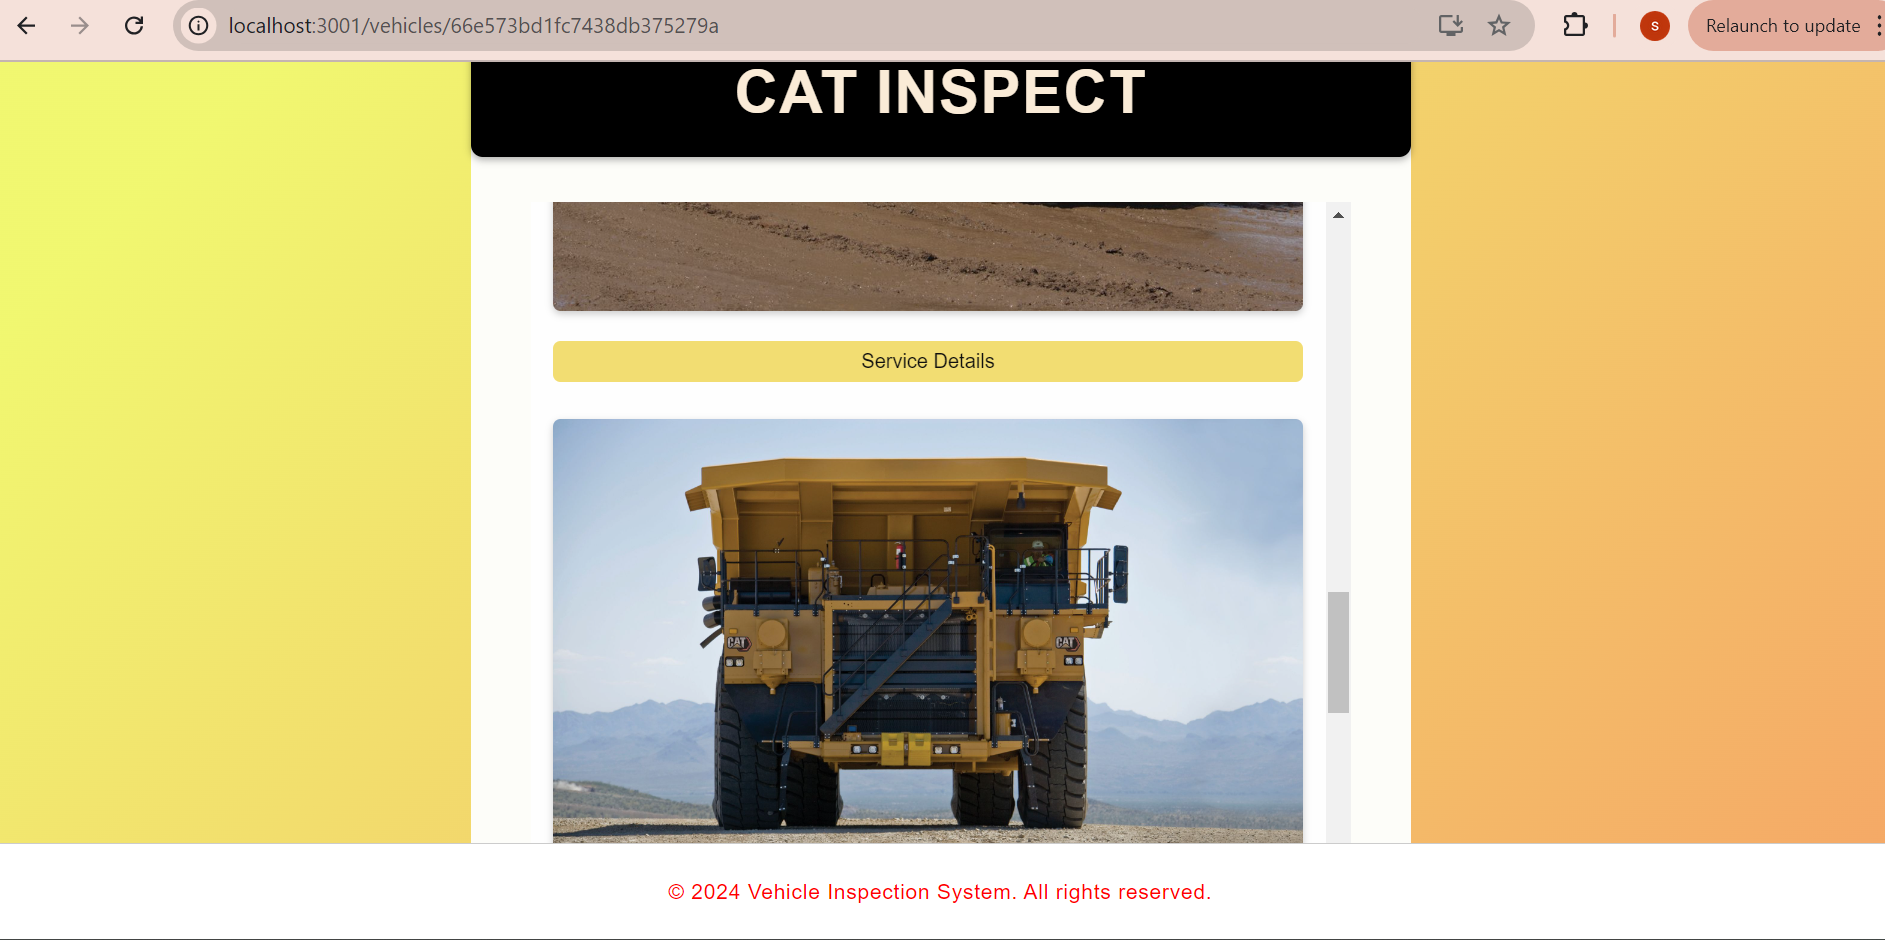 localhost:3001/vehicles/66e573bd1fc7438db375279a
s
Relaunch to update
CAT INSPECT
Service Details
CAT
CAT
© 2024 Vehicle Inspection System. All rights reserved.